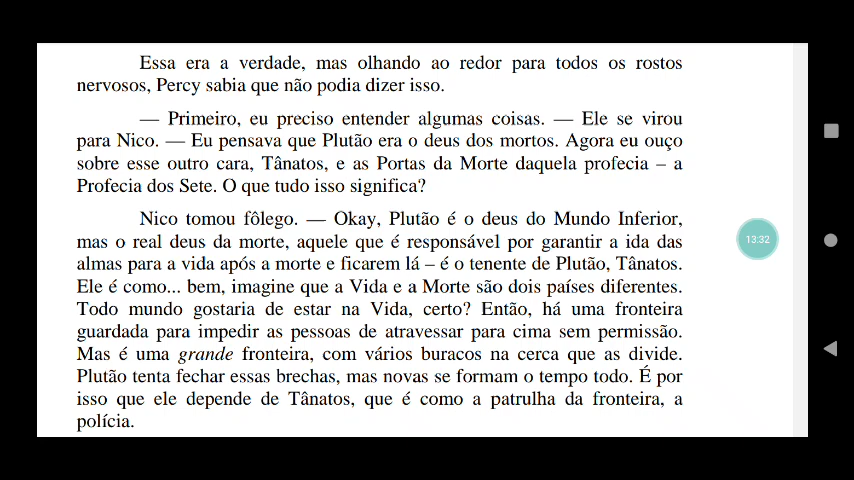 Essa era a verdade, mas olhando ao redor para todos os rostos
nervosos, Percy sabia que não podia dizer isso.
— Primeiro, eu preciso entender algumas coisas. — Ele se virou
para Nico. — Eu pensava que Plutão era o deus dos mortos. Agora eu ouço
sobre esse outro cara, Tânatos, e as Portas da Morte daquela profecia – a
Profecia dos Sete. O que tudo isso significa?
Nico tomou fôlego. — Okay, Plutão é o deus do Mundo Inferior,
mas o real deus da morte, aquele que é responsável por garantir a ida das
almas para a vida após a morte e ficarem lá – é o tenente de Plutão, Tânatos.
Ele é como... bem, imagine que a Vida e a Morte são dois países diferentes.
Todo mundo gostaria de estar na Vida, certo? Então, há uma fronteira
guardada para impedir as pessoas de atravessar para cima sem permissão.
Mas é uma grande fronteira, com vários buracos na cerca que as divide.
Plutão tenta fechar essas brechas, mas novas se formam o tempo todo. É por
isso que ele depende de Tânatos, que é como a patrulha da fronteira, a
polícia.
13:32